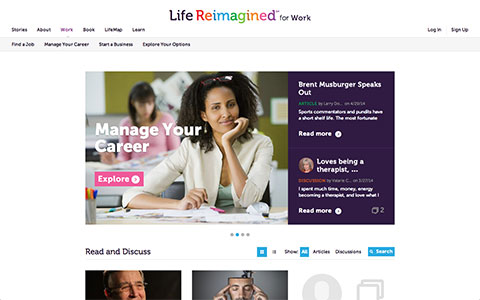 Life Reimagined™ for Work
Stories About Work Book LifeMap Learn Log In Sign Up
Find a Job Manage Your Career Start a Business Explore Your Options
Manage Your
Career
Explore
Brent Musburger Speaks
Out
ARTICLE by Larry Do... on 4/29/14
Sports commentators and pundits have
a short shelf life. The most fortunate
Read more
Loves being a
therapist, ...
DISCUSSION by Valerie C... on 3/27/14
I spent much time, money, energy
becoming a therapist, and love what I
Read more 2
Read and Discuss Show: All Articles Discussions Search